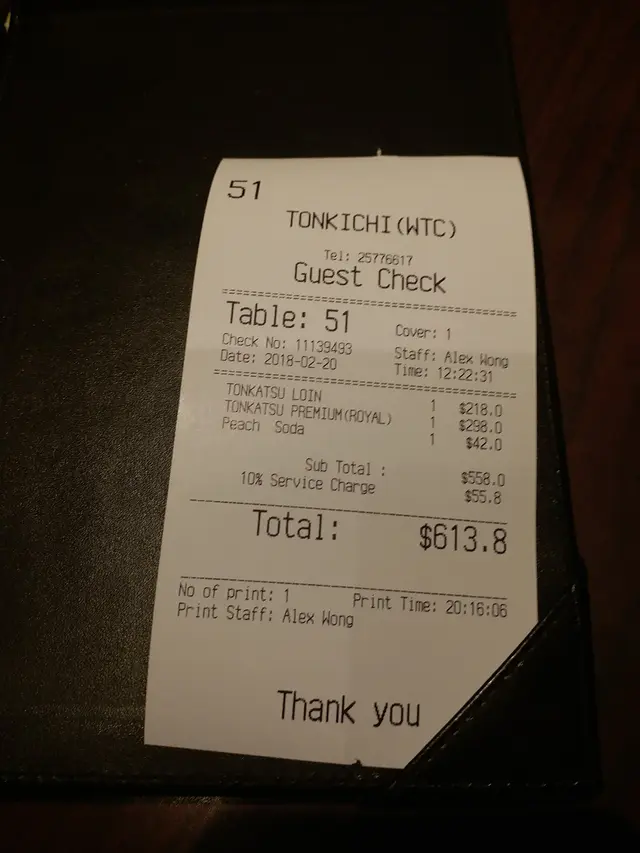 51
TONKICHI(WTC)
Tel: 25776617
Guest Check
Table: 51 Cover: 1
Check No: 11139493 Staff: Alex Wong
Date: 2018-02-20 Time: 12:22:31
TONKATSU LOIN 1 $218.0
TONKATSU PREMIUM(ROYAL) 1 $298.0
Peach Soda 1 $42.0
Sub Total : $558.0
10% Service Charge $55.8
Total: $613.8
No of print: 1 Print Time: 20:16:06
Print Staff: Alex Wong
Thank you